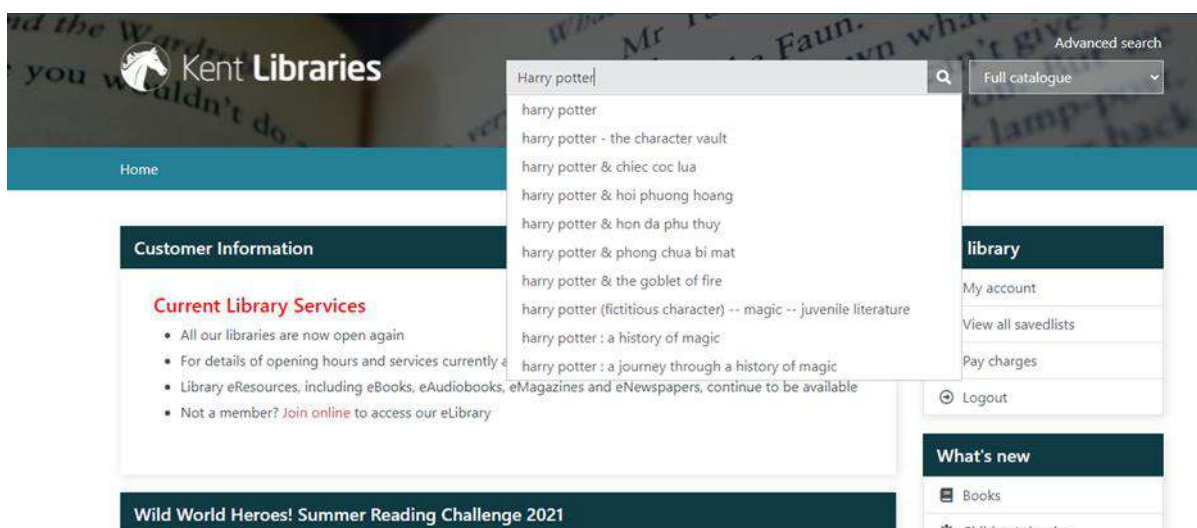 Kent Libraries
Advanced search
Harry potter
Full catalogue
harry potter
harry potter - the character vault
harry potter & chiec coc lua
harry potter & hoi phuong hoang
harry potter & hon da phu thuy
harry potter & phong chua bi mat
harry potter & the goblet of fire
harry potter (fictitious character) -- magic -- juvenile literature
harry potter : a history of magic
harry potter : a journey through a history of magic
Home
Customer Information
Current Library Services
All our libraries are now open again
For details of opening hours and services currently
Library eResources, including eBooks, eAudiobooks, eMagazines and eNewspapers, continue to be available
Not a member? Join online to access our eLibrary
Wild World Heroes! Summer Reading Challenge 2021
library
My account
View all savedlists
Pay charges
Logout
What's new
Books